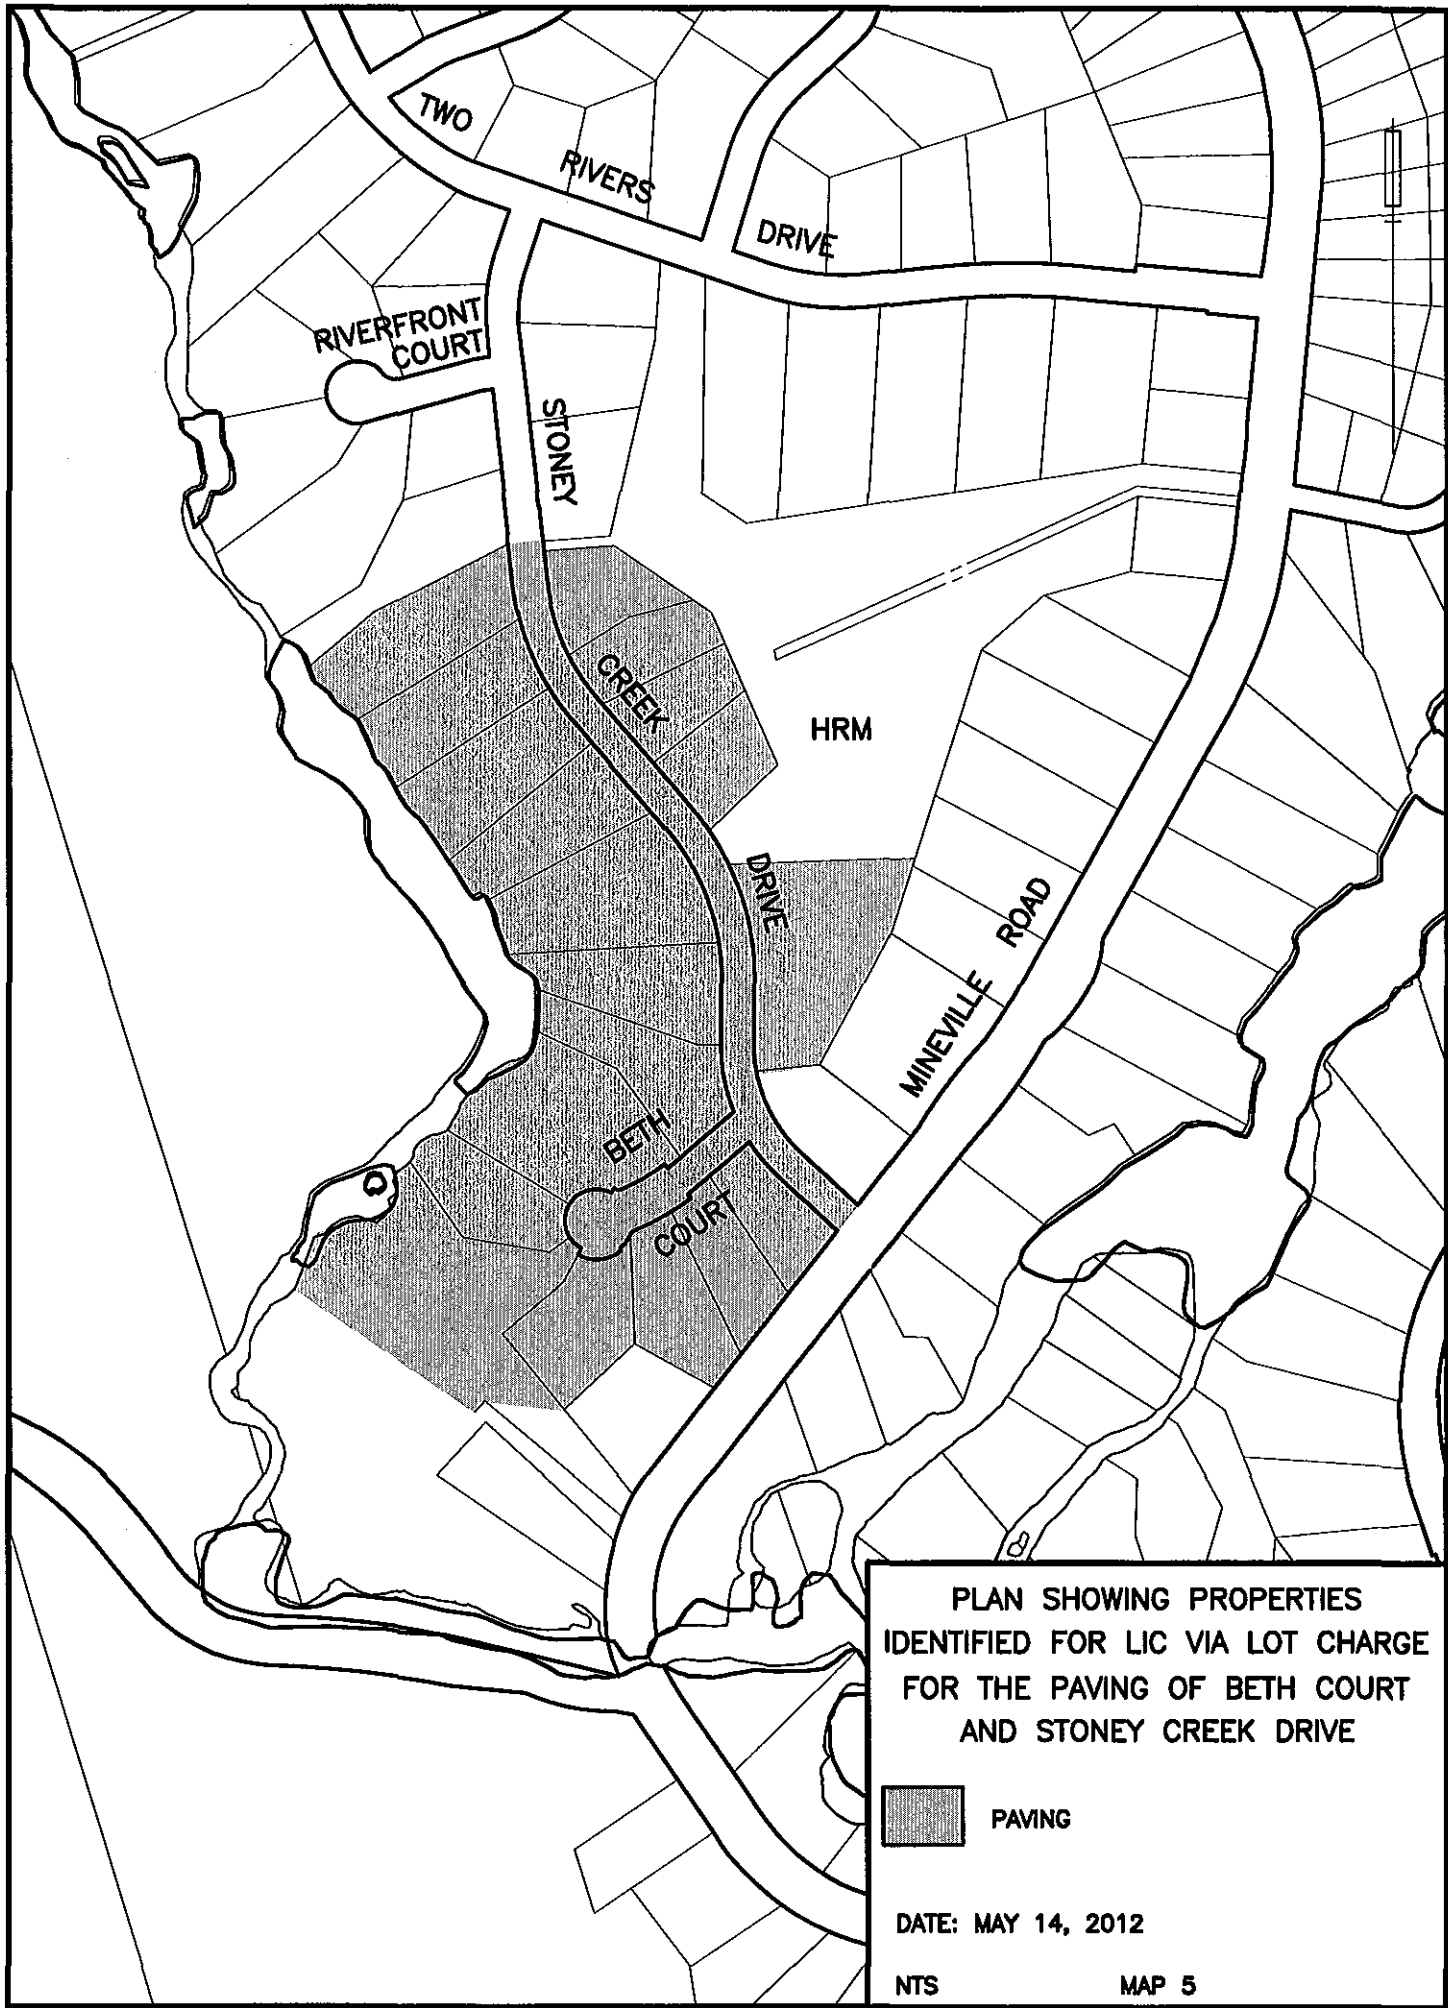 TWO
RIVERS
DRIVE
RIVERFRONT
COURT
STONEY
CREEK
HRM
DRIVE
MINEVILLE ROAD
BETH
COURT
PLAN SHOWING PROPERTIES
IDENTIFIED FOR LIC VIA LOT CHARGE
FOR THE PAVING OF BETH COURT
AND STONEY CREEK DRIVE
PAVING
DATE: MAY 14, 2012
NTS MAP 5